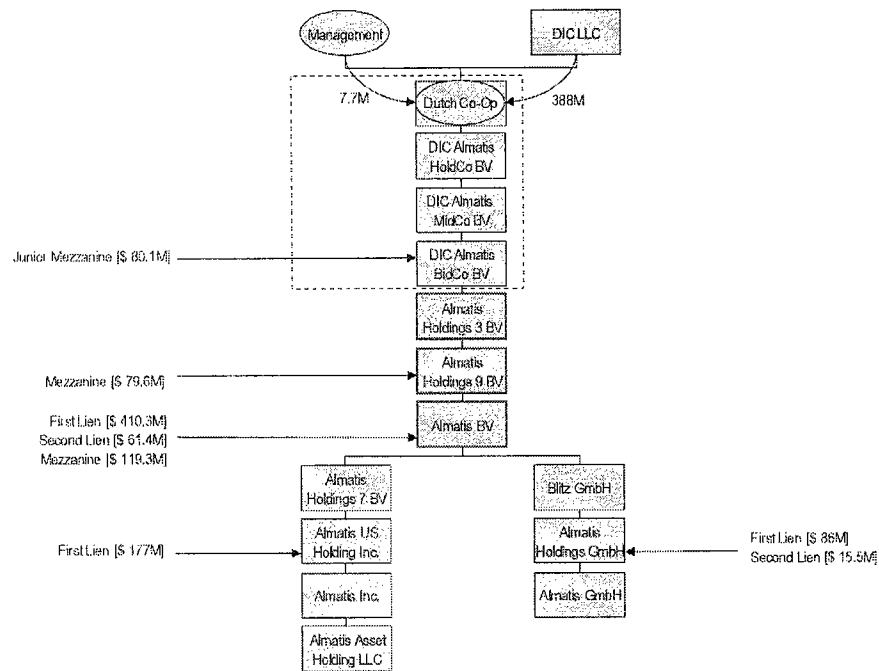 Management
DIC LLC
7.7M
388M
Dutch Co-Op
DIC Almatis
HoldCo BV
DIC Almatis
MidCo BV
Junior Mezzanine [$ 80.1M]
DIC Almatis
BidCo BV
Almatis
Holdings 3 BV
Mezzanine [$ 79.6M]
Almatis
Holdings 9 BV
First Lien [$ 410.3M]
Second Lien [$ 61.4M]
Mezzanine [$ 119.3M]
Almatis BV
Almatis
Holdings 7 BV
Blitz GmbH
First Lien [$ 177M]
Almatis US
Holding Inc.
Almatis
Holdings GmbH
First Lien [$ 86M]
Second Lien [$ 15.5M]
Almatis Inc.
Almatis GmbH
Almatis Asset
Holding LLC